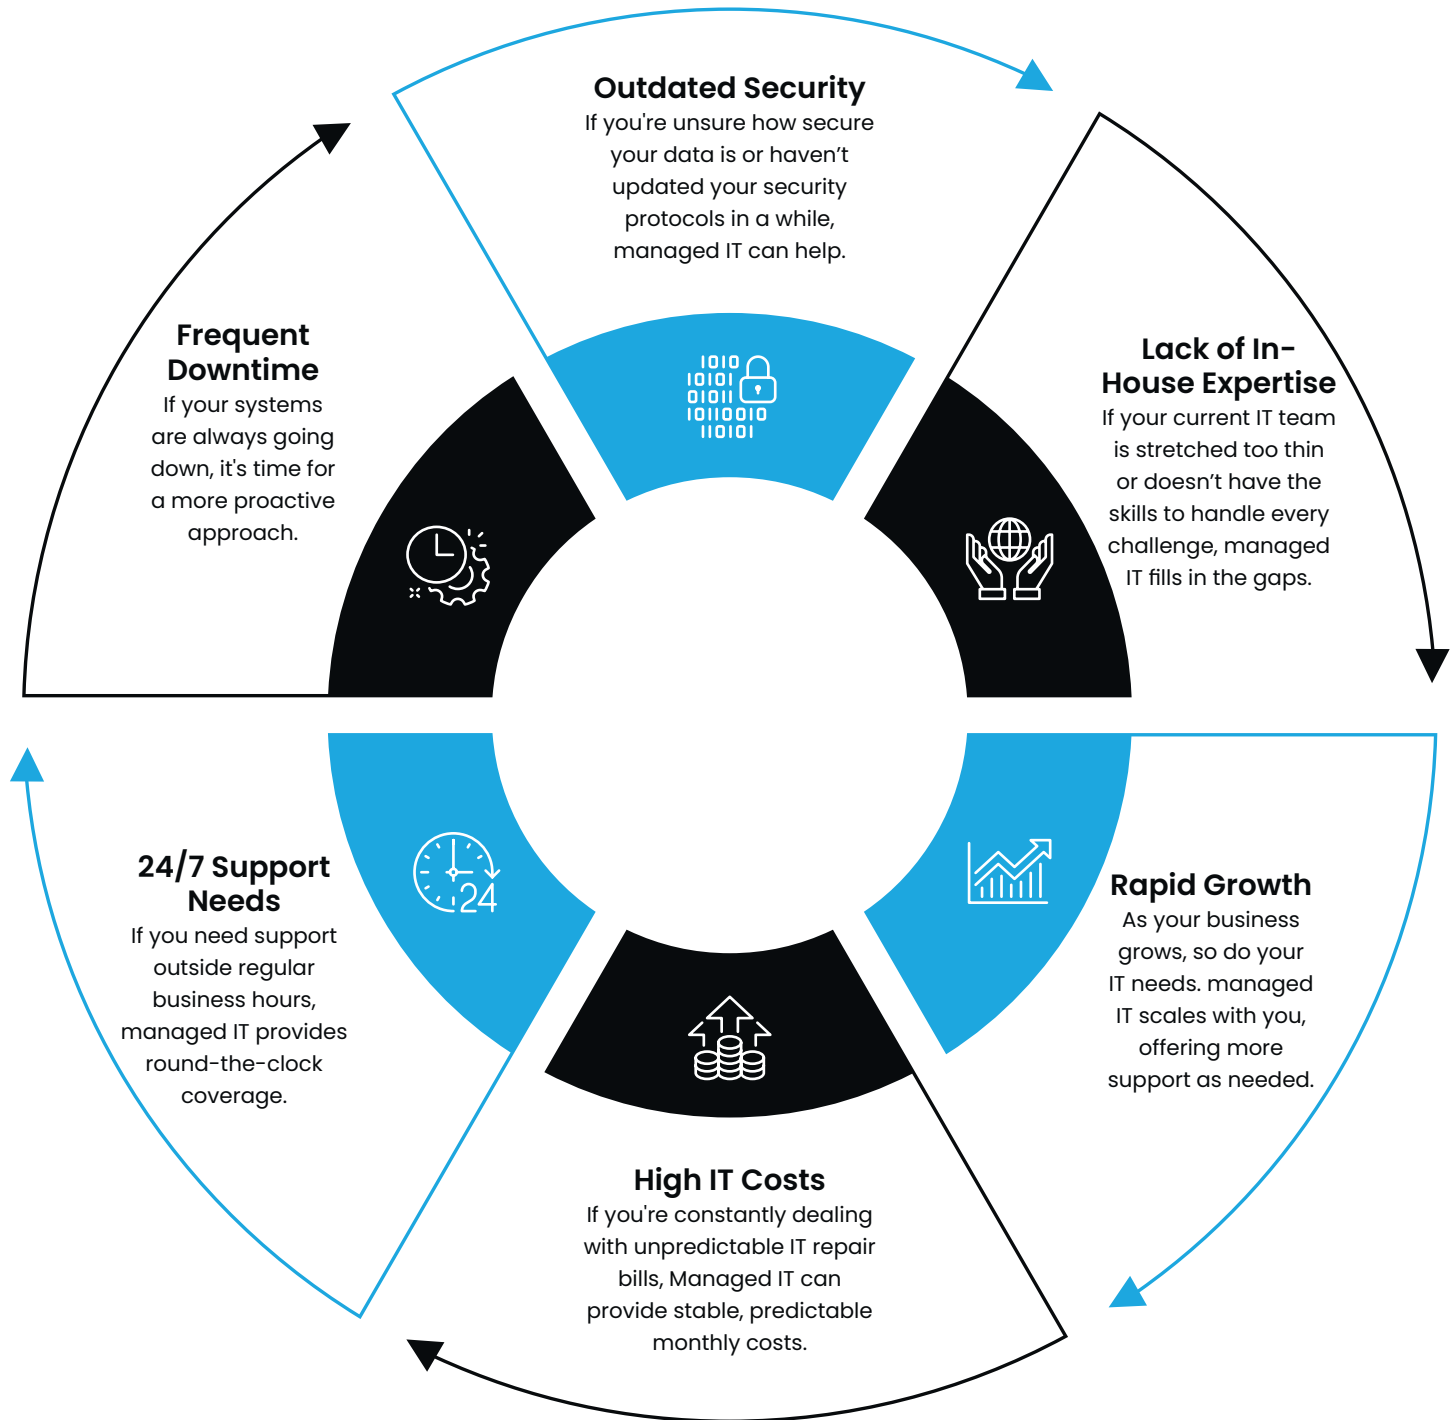 Outdated Security
If you're unsure how secure
your data is or haven’t
updated your security
protocols in a while,
managed IT can help.
1010
10101
01011
10110010
110101
Lack of In-
House Expertise
If your current IT team
is stretched too thin
or doesn’t have the
skills to handle every
challenge, managed
IT fills in the gaps.
Rapid Growth
As your business
grows, so do your
IT needs. managed
IT scales with you,
offering more
support as needed.
High IT Costs
If you're constantly dealing
with unpredictable IT repair
bills, Managed IT can
provide stable, predictable
monthly costs.
24/7 Support
Needs
If you need support
outside regular
business hours,
managed IT provides
round-the-clock
coverage.
24
Frequent
Downtime
If your systems
are always going
down, it's time for
a more proactive
approach.